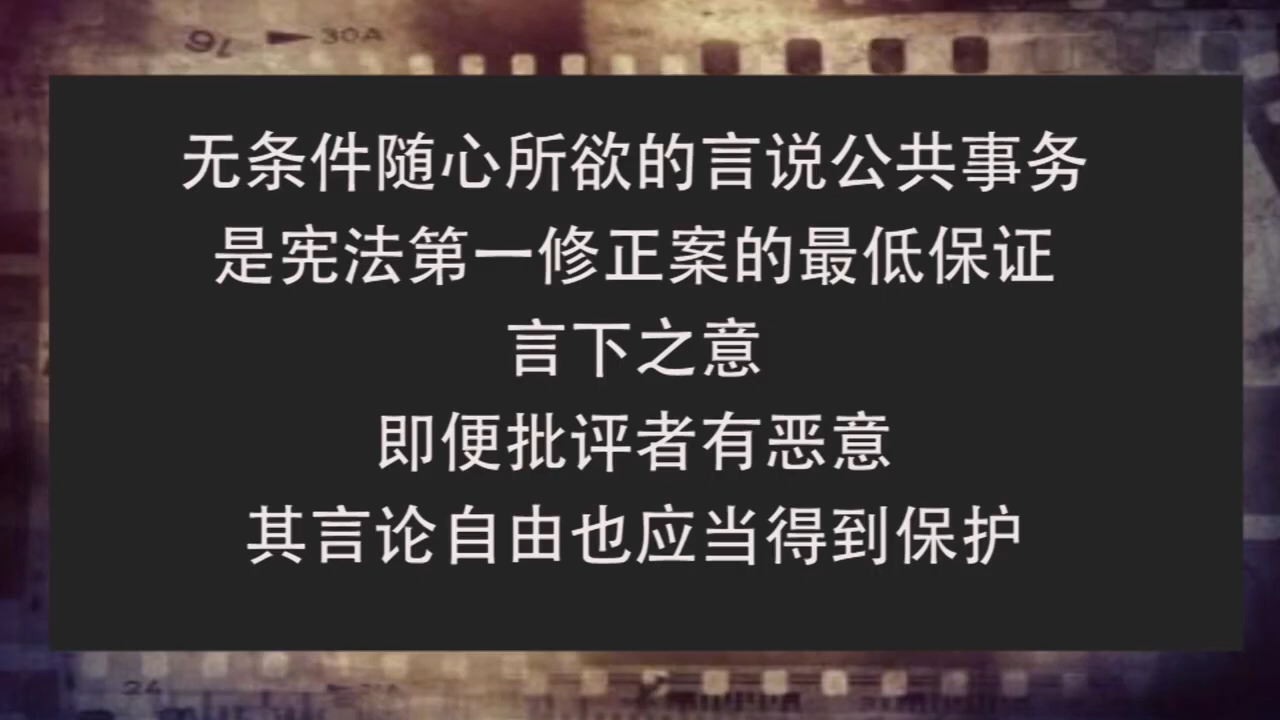 30A
无条件随心所欲的言说公共事务
是宪法第一修正案的最低保证
言下之意
即便批评者有恶意
其言论自由也应当得到保护
24